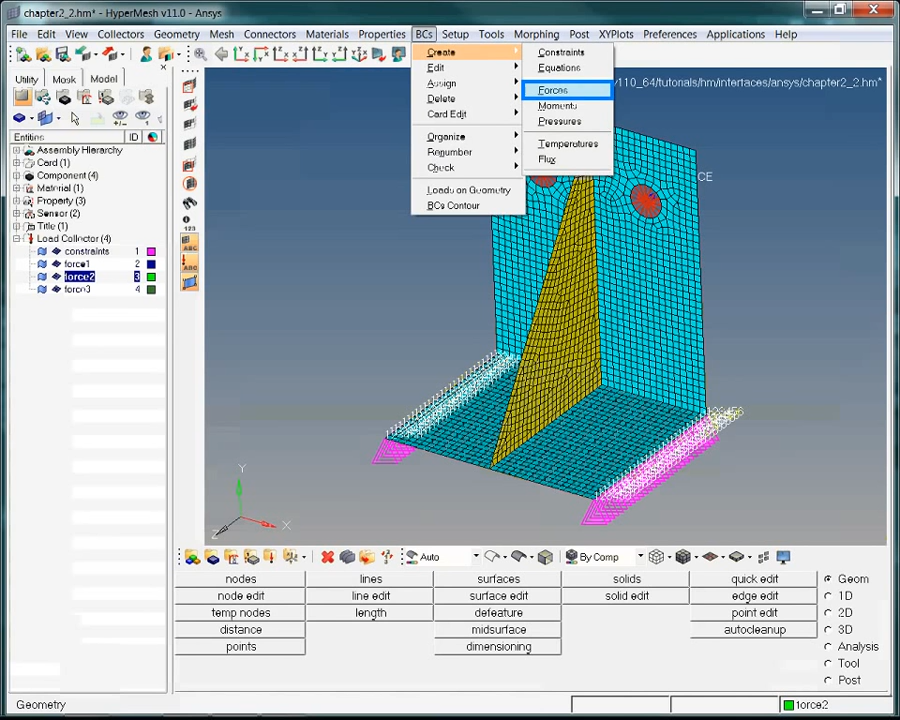 chapter2_2.hm* - HyperMesh v11.0 - Ansys
File Edit View Collectors Geometry Mesh Connectors Materials Properties BCs Setup Tools Morphing Post XYPlots Preferences Applications Help
Create
Edit
Assign
Delete
Card Edit
Organize
Renumber
Check
Loads on Geometry
BCs Contour
Constraints
Equations
Forces
Moments
Pressures
Temperatures
Flux
y110_64/tutorials/hm/interfaces/ansys/chapter2_2.hm*
Utility Mask Model
Entities ID
Assembly Hierarchy
Card (1)
Component (4)
Material (1)
Property (3)
Sensor (2)
Title (1)
Load Collector (4)
constraints 1
force1 2
force2 3
force3 4
123
ABC
ABC
CE
Y
X
Z
Auto By Comp
nodes lines surfaces solids quick edit Geom
node edit line edit surface edit solid edit edge edit 1D
temp nodes length defeature point edit 2D
distance midsurface autocleanup 3D
points dimensioning Analysis
Tool
Post
Geometry force2